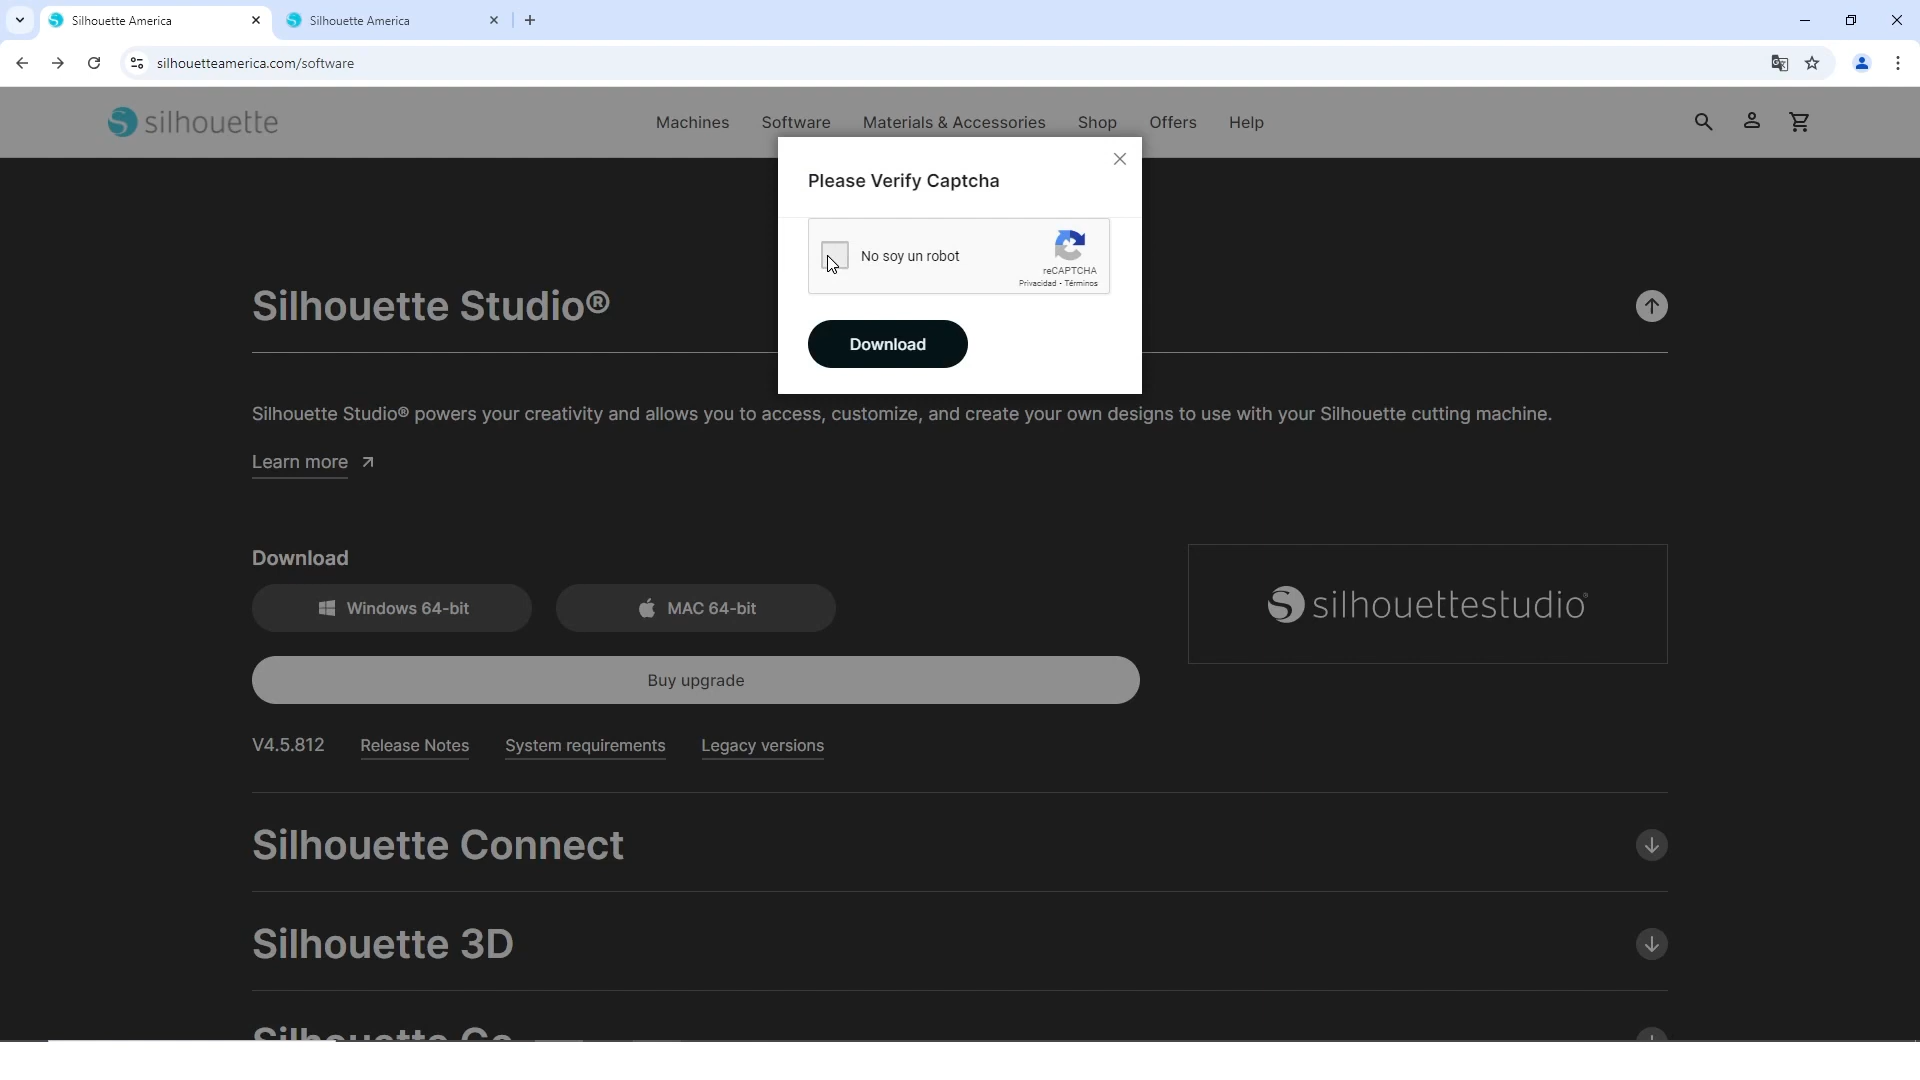 Silhouette America
Silhouette America
silhouetteamerica.com/software
silhouette
Machines Software Materials & Accessories Shop Offers Help
Please Verify Captcha
No soy un robot
reCAPTCHA
Privacidad - Términos
Download
Silhouette Studio®
Silhouette Studio® powers your creativity and allows you to access, customize, and create your own designs to use with your Silhouette cutting machine.
Learn more
Download
Windows 64-bit MAC 64-bit
silhouettestudio®
Buy upgrade
V4.5.812 Release Notes System requirements Legacy versions
Silhouette Connect
Silhouette 3D
Silhouette Go